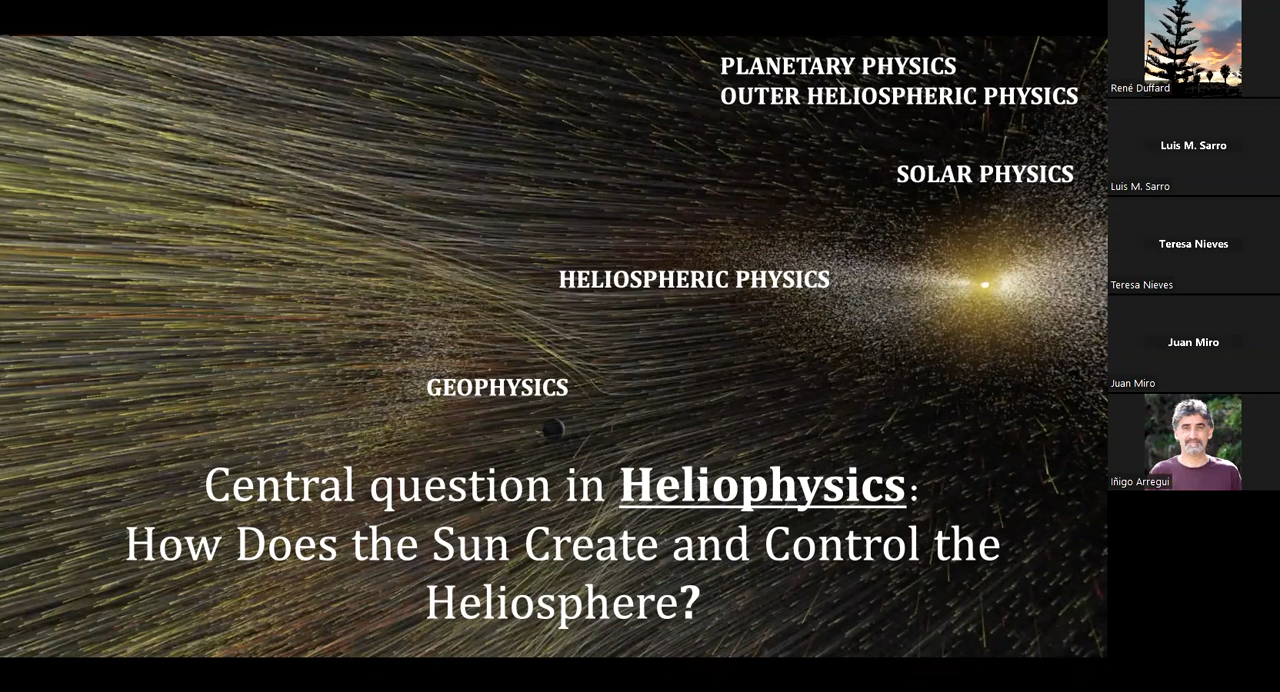 PLANETARY PHYSICS
OUTER HELIOSPHERIC PHYSICS
SOLAR PHYSICS
HELIOSPHERIC PHYSICS
GEOPHYSICS
Central question in Heliophysics:
How Does the Sun Create and Control the
Heliosphere?
René Duffard
Luis M. Sarro
Luis M. Sarro
Teresa Nieves
Teresa Nieves
Juan Miro
Juan Miro
Iñigo Arregui